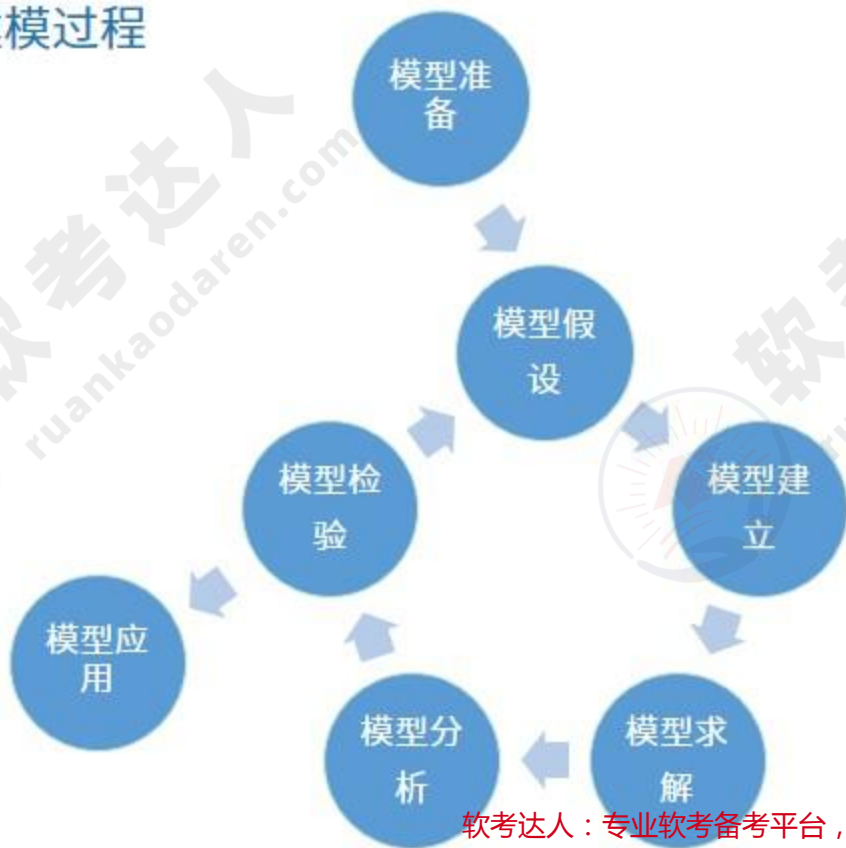 模过程
模型准
备
模型假
设
模型检
验
模型建
立
模型应
用
模型分
析
模型求
解
软考达人
ruankaodaren.com
软考达人：专业软考备考平台，